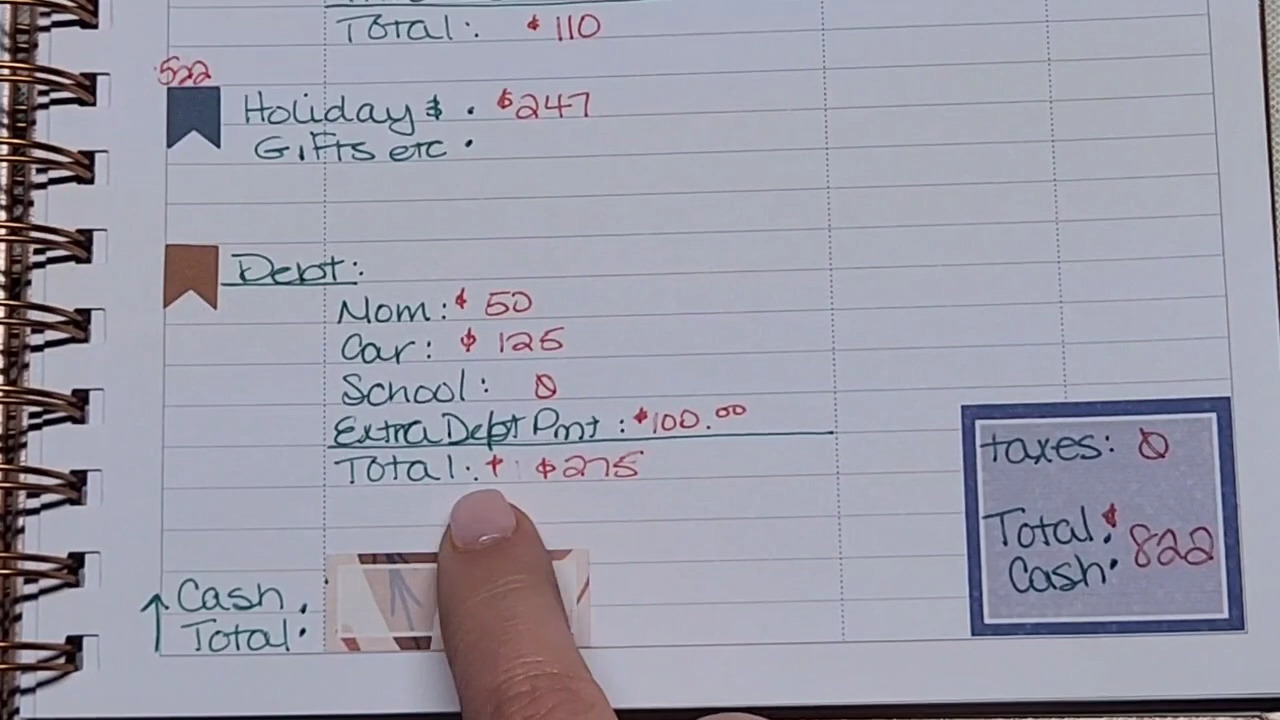 Total: $110
522
Holiday $ : $247
Gifts etc
Debt:
Mom: $50
Car: $125
School: 0
Extra Debt Pmt: $100.00
Total: $275
taxes: 0
Total $
Cash: 822
Cash
Total: